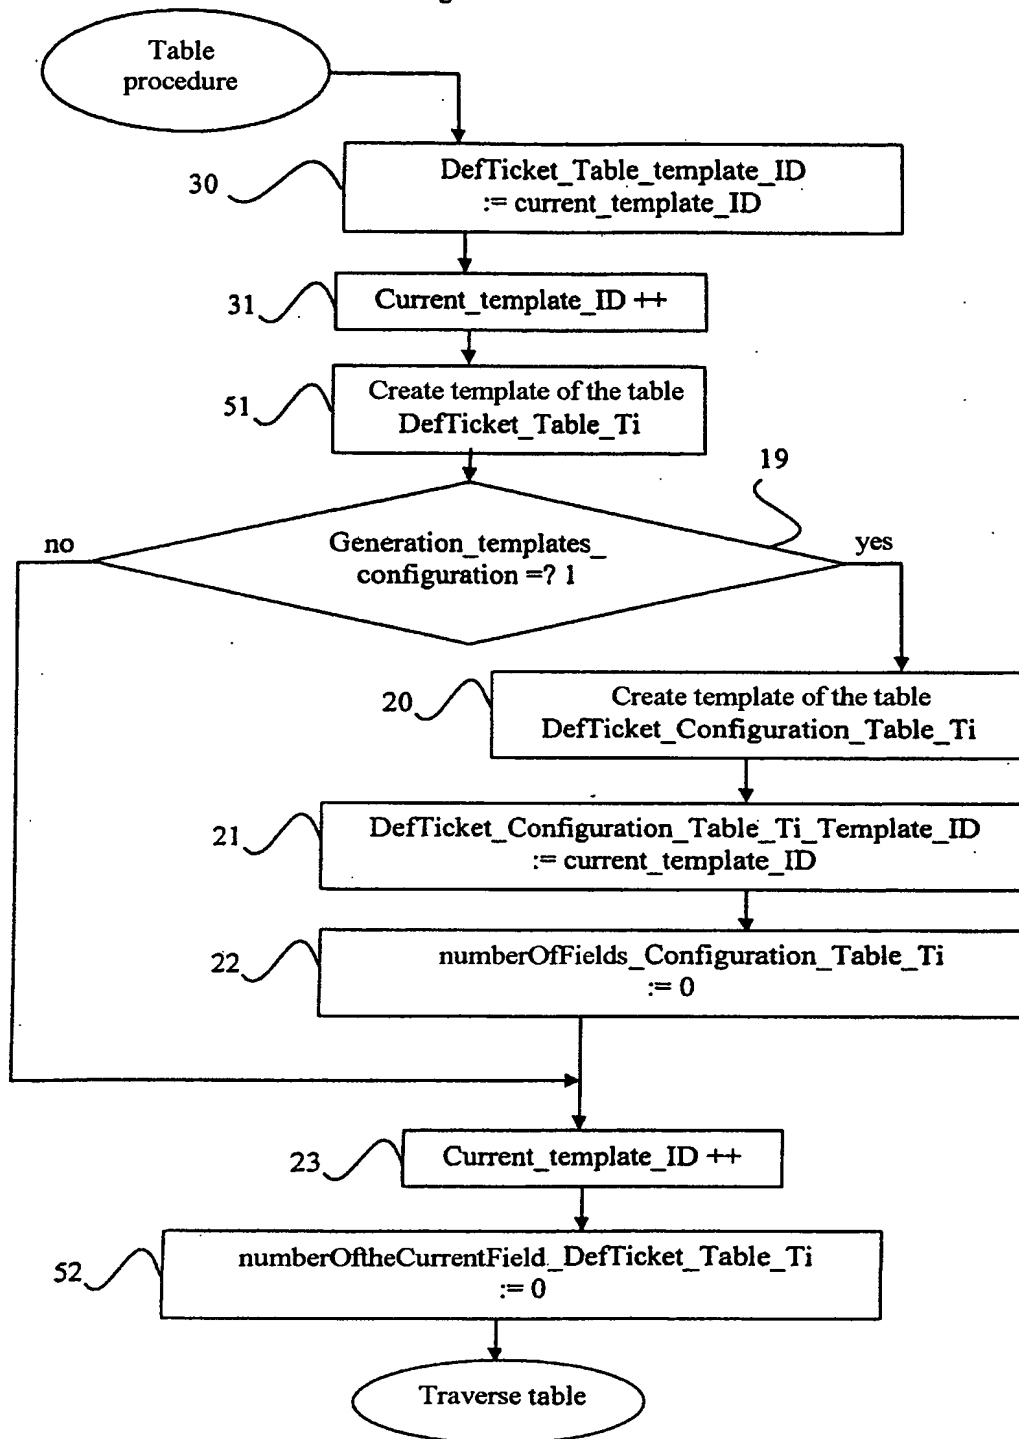 Table
procedure
30
DefTicket_Table_template_ID
:= current_template_ID
31
Current_template_ID ++
51
Create template of the table
DefTicket_Table_Ti
19
no
Generation_templates_
configuration =? 1
yes
20
Create template of the table
DefTicket_Configuration_Table_Ti
21
DefTicket_Configuration_Table_Ti_Template_ID
:= current_template_ID
22
numberOfFields_Configuration_Table_Ti
:= 0
23
Current_template_ID ++
52
numberOftheCurrentField_DefTicket_Table_Ti
:= 0
Traverse table